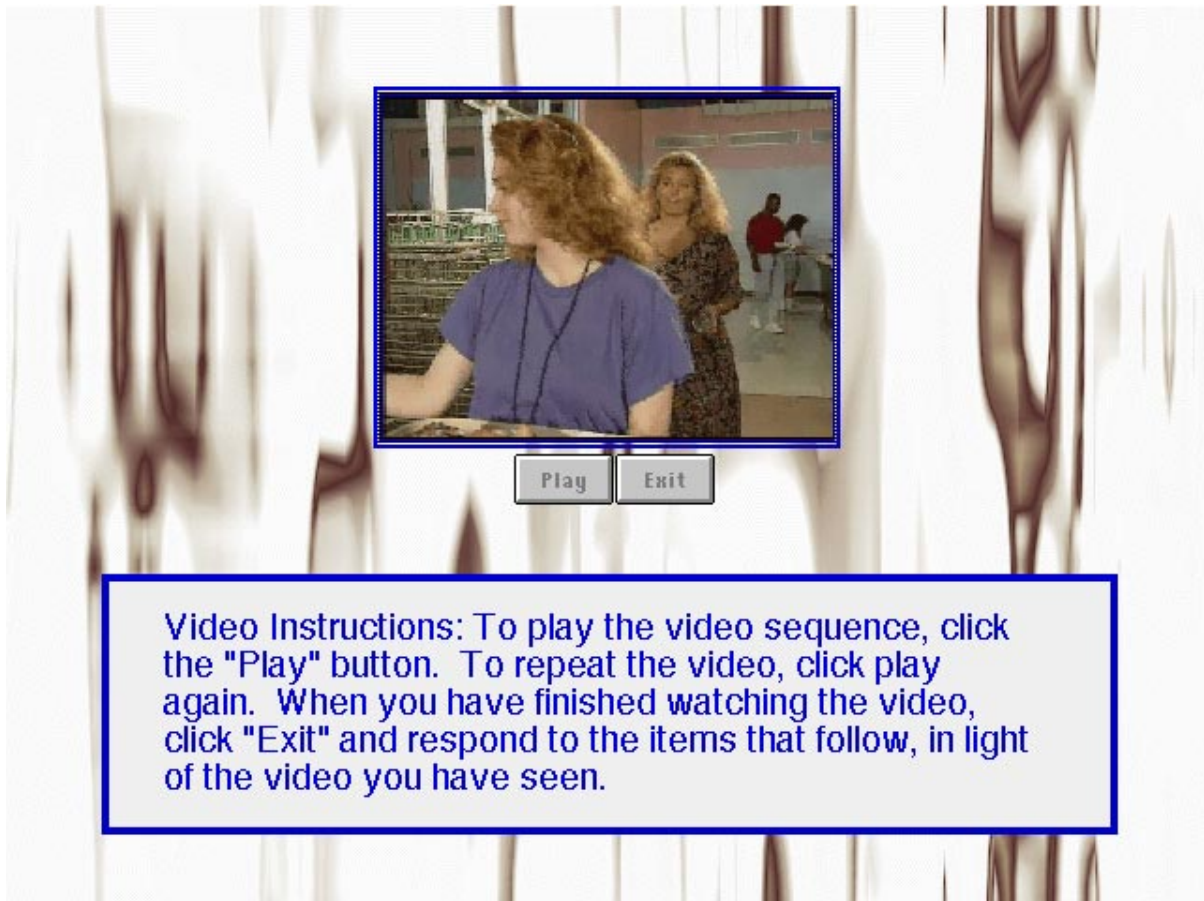 Play Exit
Video Instructions: To play the video sequence, click
the "Play" button.  To repeat the video, click play
again.  When you have finished watching the video,
click "Exit" and respond to the items that follow, in light
of the video you have seen.